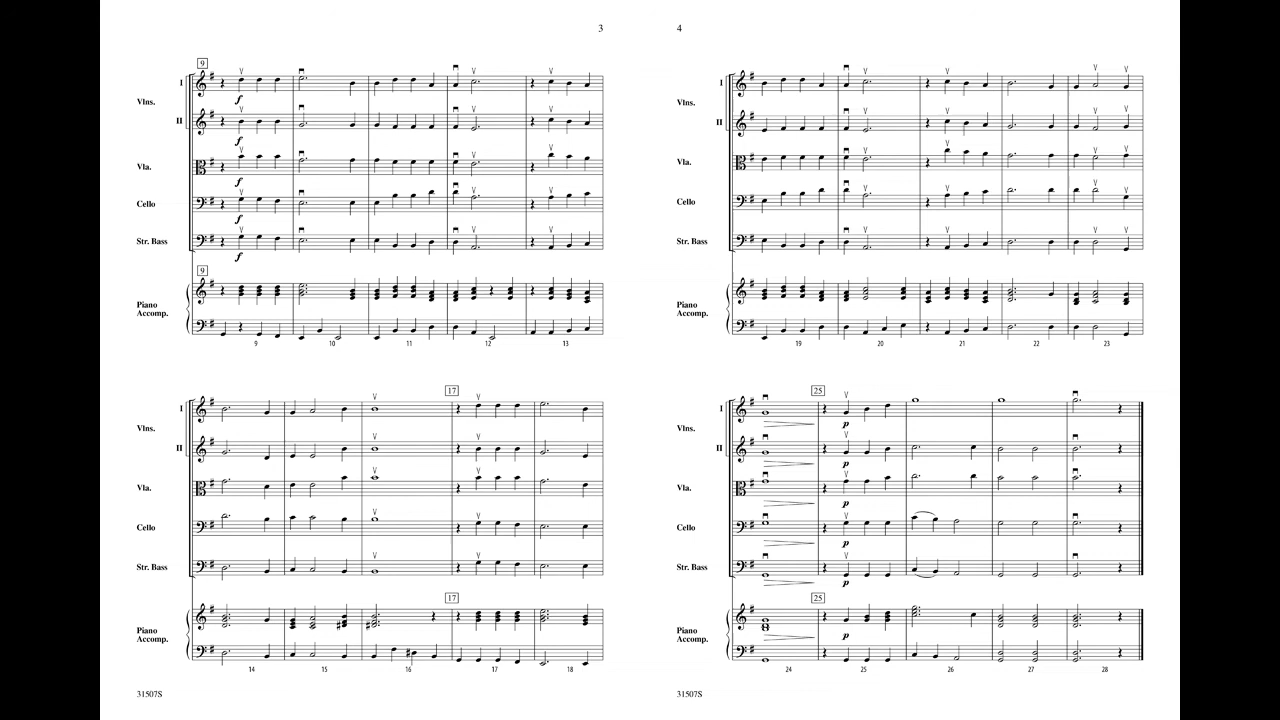 3
9
I
Vlns.
II
f
f
Vla.
f
Cello
f
Str. Bass
f
9
Piano
Accomp.
9 10 11 12 13
17
I
Vlns.
II
Vla.
Cello
Str. Bass
17
Piano
Accomp.
14 15 16 17 18
31507S
4
I
Vlns.
II
Vla.
Cello
Str. Bass
Piano
Accomp.
19 20 21 22 23
25
I
p
Vlns.
II
p
Vla.
p
Cello
p
Str. Bass
p
25
Piano
Accomp.
p
24 25 26 27 28
31507S